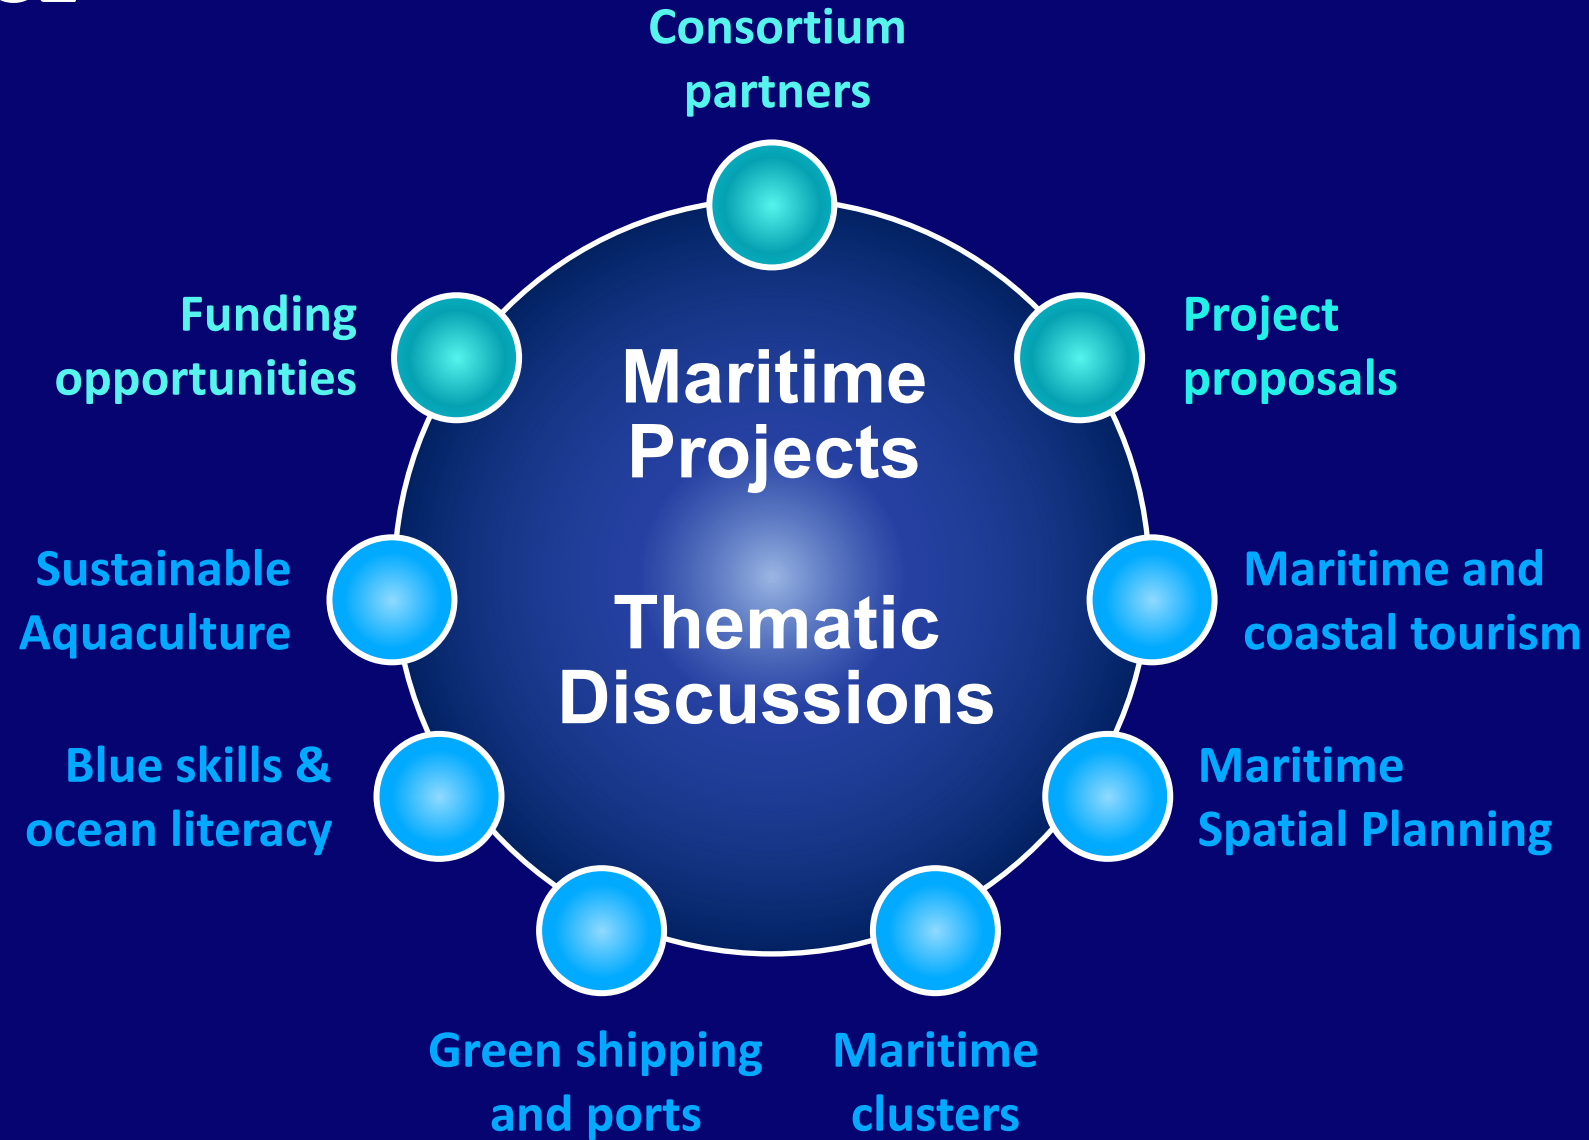 Consortium
partners
Funding
opportunities
Project
proposals
Maritime
Projects
Sustainable
Aquaculture
Thematic
Discussions
Maritime and
coastal tourism
Blue skills &
ocean literacy
Maritime
Spatial Planning
Green shipping
and ports
Maritime
clusters